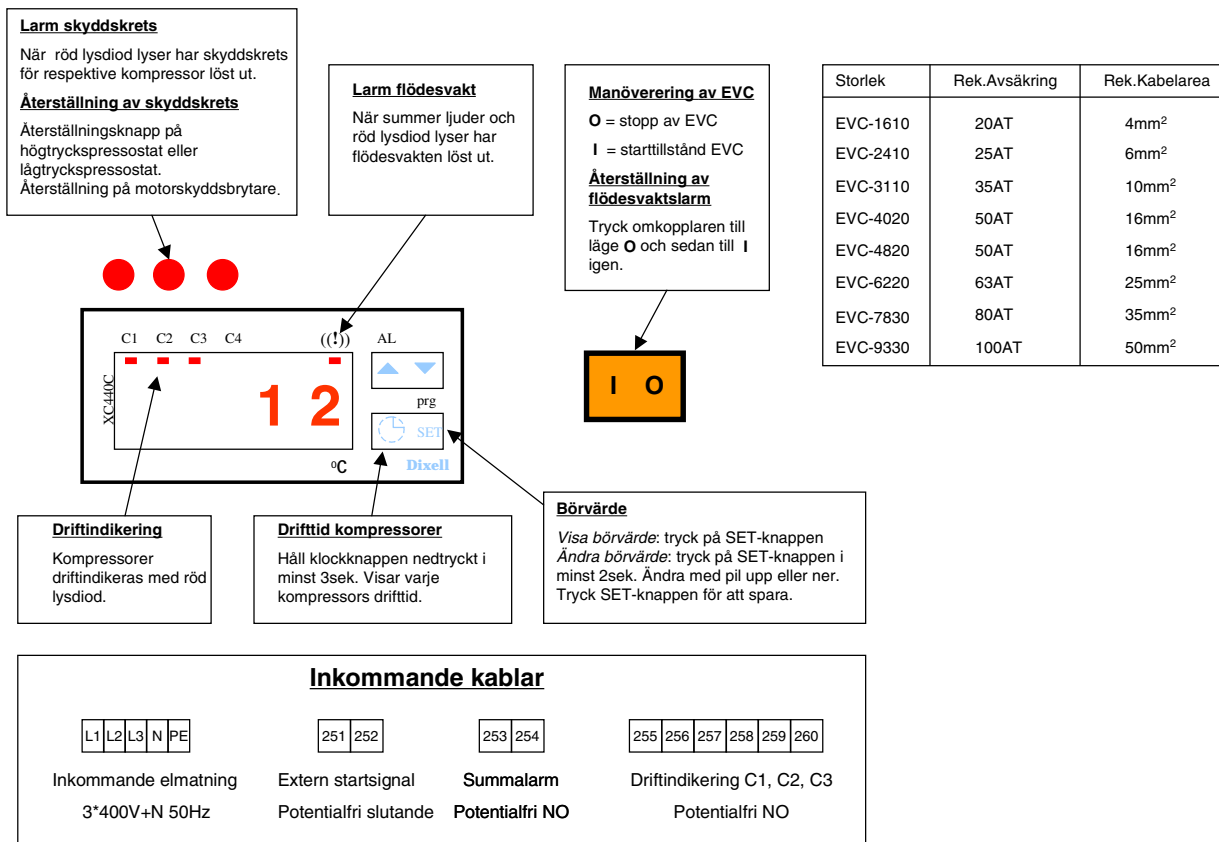 Larm skyddskrets
När röd lysdiod lyser har skyddskrets
för respektive kompressor löst ut.
Återställning av skyddskrets
Återställningsknapp på
högtryckspressostat eller
lågtryckspressostat.
Återställning på motorskyddsbrytare.
Larm flödesvakt
När summer ljuder och
röd lysdiod lyser har
flödesvakten löst ut.
Manöverering av EVC
O = stopp av EVC
I = starttillstånd EVC
Återställning av
flödesvaktslarm
Tryck omkopplaren till
läge O och sedan till I
igen.
Storlek Rek.Avsäkring Rek.Kabelarea
EVC-1610 20AT 4mm²
EVC-2410 25AT 6mm²
EVC-3110 35AT 10mm²
EVC-4020 50AT 16mm²
EVC-4820 50AT 16mm²
EVC-6220 63AT 25mm²
EVC-7830 80AT 35mm²
EVC-9330 100AT 50mm²
C1 C2 C3 C4 ((!)) AL
XC440C
1 2
prg
SET
⁰C Dixell
I O
Driftindikering
Kompressorer
driftindikeras med röd
lysdiod.
Drifttid kompressorer
Håll klockknappen nedtryckt i
minst 3sek. Visar varje
kompressors drifttid.
Börvärde
Visa börvärde: tryck på SET-knappen
Ändra börvärde: tryck på SET-knappen i
minst 2sek. Ändra med pil upp eller ner.
Tryck SET-knappen för att spara.
Inkommande kablar
L1 L2 L3 N PE 251 252 253 254 255 256 257 258 259 260
Inkommande elmatning Extern startsignal Summalarm Driftindikering C1, C2, C3
3*400V+N 50Hz Potentialfri slutande Potentialfri NO Potentialfri NO